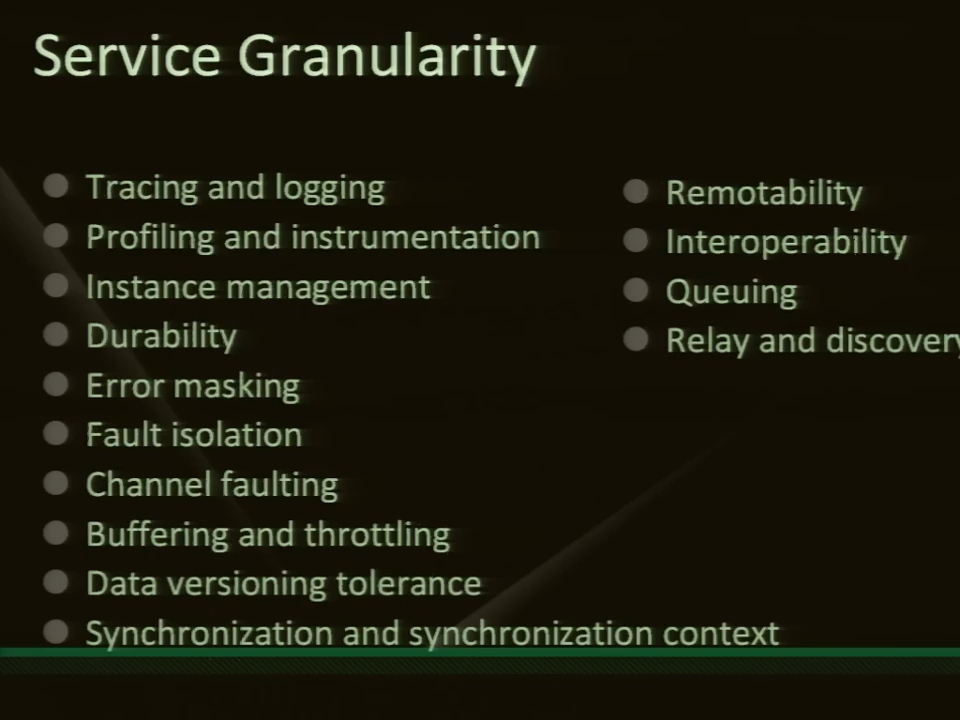 Service Granularity
Tracing and logging
Profiling and instrumentation
Instance management
Durability
Error masking
Fault isolation
Channel faulting
Buffering and throttling
Data versioning tolerance
Synchronization and synchronization context
Remotability
Interoperability
Queuing
Relay and discovery